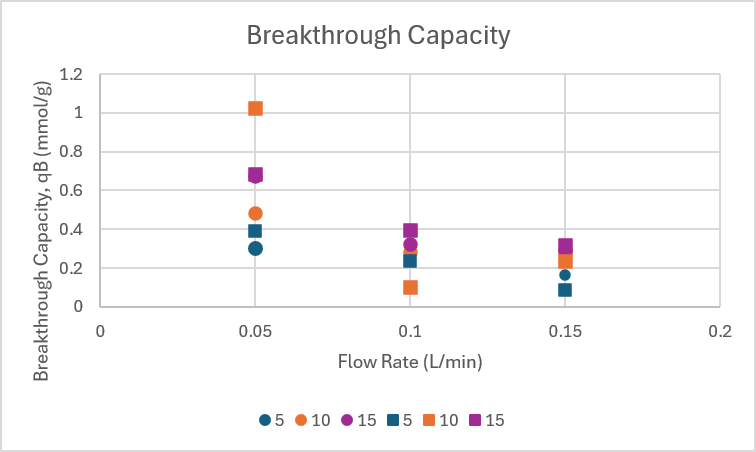 Breakthrough Capacity
Breakthrough Capacity, qB (mmol/g)
1.2
1
0.8
0.6
0.4
0.2
0
0 0.05 0.1 0.15 0.2
Flow Rate (L/min)
5 10 15 5 10 15